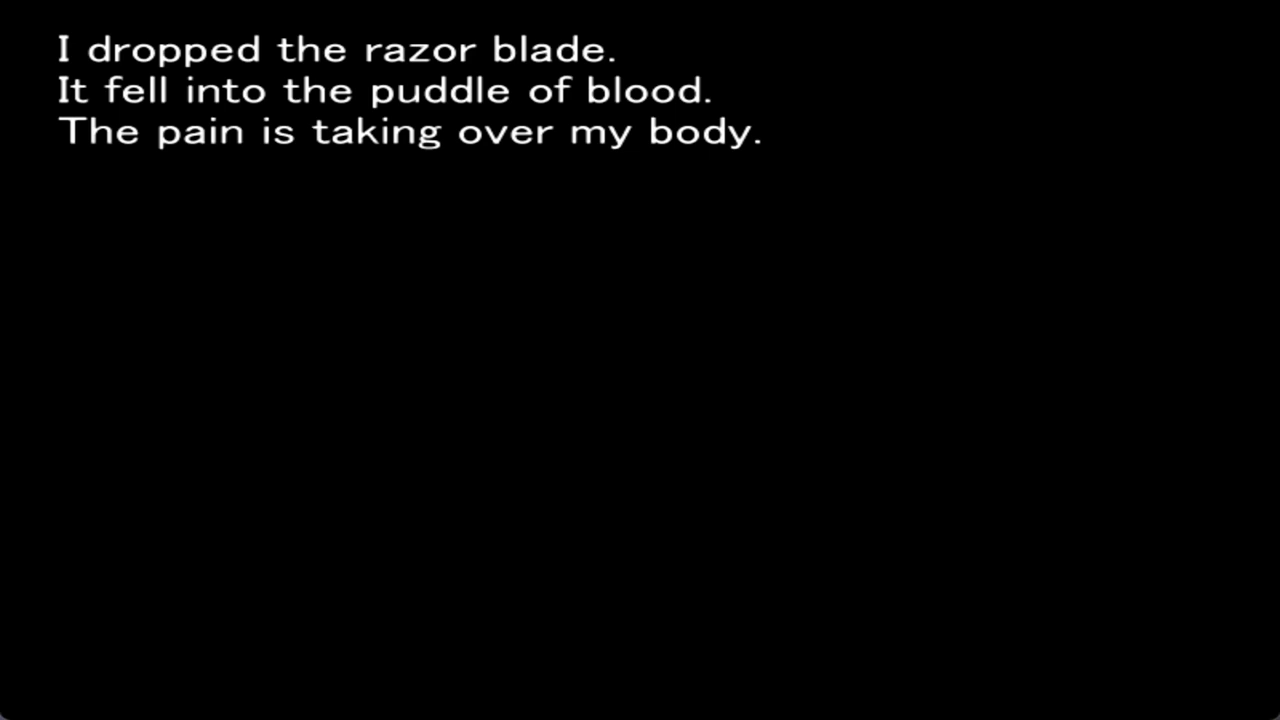 I dropped the razor blade.
It fell into the puddle of blood.
The pain is taking over my body.